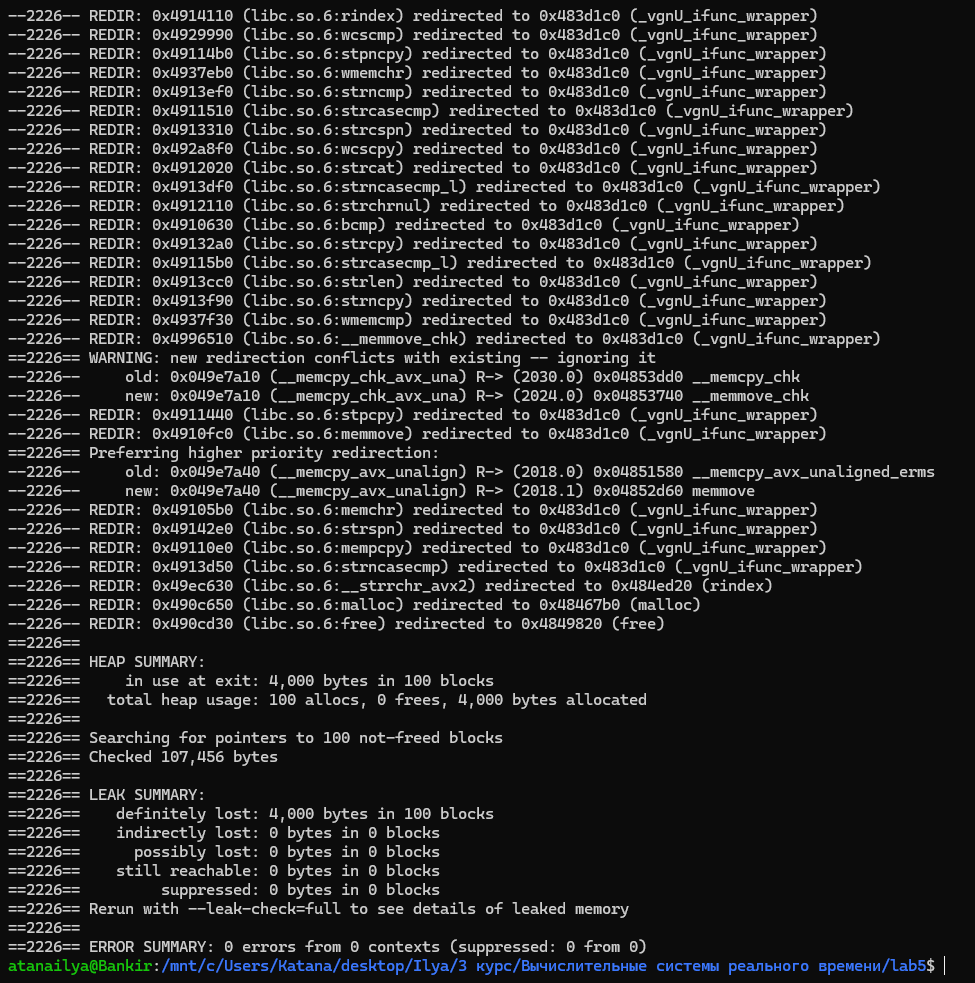 --2226-- REDIR: 0x4914110 (libc.so.6:rindex) redirected to 0x483d1c0 (_vgnU_ifunc_wrapper)
--2226-- REDIR: 0x4929990 (libc.so.6:wcscmp) redirected to 0x483d1c0 (_vgnU_ifunc_wrapper)
--2226-- REDIR: 0x49114b0 (libc.so.6:stpncpy) redirected to 0x483d1c0 (_vgnU_ifunc_wrapper)
--2226-- REDIR: 0x4937eb0 (libc.so.6:wmemchr) redirected to 0x483d1c0 (_vgnU_ifunc_wrapper)
--2226-- REDIR: 0x4913ef0 (libc.so.6:strncmp) redirected to 0x483d1c0 (_vgnU_ifunc_wrapper)
--2226-- REDIR: 0x4911510 (libc.so.6:strcasecmp) redirected to 0x483d1c0 (_vgnU_ifunc_wrapper)
--2226-- REDIR: 0x4913310 (libc.so.6:strcspn) redirected to 0x483d1c0 (_vgnU_ifunc_wrapper)
--2226-- REDIR: 0x492a8f0 (libc.so.6:wcscpy) redirected to 0x483d1c0 (_vgnU_ifunc_wrapper)
--2226-- REDIR: 0x4912020 (libc.so.6:strcat) redirected to 0x483d1c0 (_vgnU_ifunc_wrapper)
--2226-- REDIR: 0x4913df0 (libc.so.6:strncasecmp_l) redirected to 0x483d1c0 (_vgnU_ifunc_wrapper)
--2226-- REDIR: 0x4912110 (libc.so.6:strchrnul) redirected to 0x483d1c0 (_vgnU_ifunc_wrapper)
--2226-- REDIR: 0x4910630 (libc.so.6:bcmp) redirected to 0x483d1c0 (_vgnU_ifunc_wrapper)
--2226-- REDIR: 0x49132a0 (libc.so.6:strcpy) redirected to 0x483d1c0 (_vgnU_ifunc_wrapper)
--2226-- REDIR: 0x49115b0 (libc.so.6:strcasecmp_l) redirected to 0x483d1c0 (_vgnU_ifunc_wrapper)
--2226-- REDIR: 0x4913cc0 (libc.so.6:strlen) redirected to 0x483d1c0 (_vgnU_ifunc_wrapper)
--2226-- REDIR: 0x4913f90 (libc.so.6:strncpy) redirected to 0x483d1c0 (_vgnU_ifunc_wrapper)
--2226-- REDIR: 0x4937f30 (libc.so.6:wmemcmp) redirected to 0x483d1c0 (_vgnU_ifunc_wrapper)
--2226-- REDIR: 0x4996510 (libc.so.6:__memmove_chk) redirected to 0x483d1c0 (_vgnU_ifunc_wrapper)
==2226== WARNING: new redirection conflicts with existing -- ignoring it
--2226--     old: 0x049e7a10 (__memcpy_chk_avx_una) R-> (2030.0) 0x04853dd0 __memcpy_chk
--2226--     new: 0x049e7a10 (__memcpy_chk_avx_una) R-> (2024.0) 0x04853740 __memmove_chk
--2226-- REDIR: 0x4911440 (libc.so.6:stpcpy) redirected to 0x483d1c0 (_vgnU_ifunc_wrapper)
--2226-- REDIR: 0x4910fc0 (libc.so.6:memmove) redirected to 0x483d1c0 (_vgnU_ifunc_wrapper)
==2226== Preferring higher priority redirection:
--2226--     old: 0x049e7a40 (__memcpy_avx_unalign) R-> (2018.0) 0x04851580 __memcpy_avx_unaligned_erms
--2226--     new: 0x049e7a40 (__memcpy_avx_unalign) R-> (2018.1) 0x04852d60 memmove
--2226-- REDIR: 0x49105b0 (libc.so.6:memchr) redirected to 0x483d1c0 (_vgnU_ifunc_wrapper)
--2226-- REDIR: 0x49142e0 (libc.so.6:strspn) redirected to 0x483d1c0 (_vgnU_ifunc_wrapper)
--2226-- REDIR: 0x49110e0 (libc.so.6:mempcpy) redirected to 0x483d1c0 (_vgnU_ifunc_wrapper)
--2226-- REDIR: 0x4913d50 (libc.so.6:strncasecmp) redirected to 0x483d1c0 (_vgnU_ifunc_wrapper)
--2226-- REDIR: 0x49ec630 (libc.so.6:__strrchr_avx2) redirected to 0x484ed20 (rindex)
--2226-- REDIR: 0x490c650 (libc.so.6:malloc) redirected to 0x48467b0 (malloc)
--2226-- REDIR: 0x490cd30 (libc.so.6:free) redirected to 0x4849820 (free)
==2226==
==2226== HEAP SUMMARY:
==2226==     in use at exit: 4,000 bytes in 100 blocks
==2226==   total heap usage: 100 allocs, 0 frees, 4,000 bytes allocated
==2226==
==2226== Searching for pointers to 100 not-freed blocks
==2226== Checked 107,456 bytes
==2226==
==2226== LEAK SUMMARY:
==2226==    definitely lost: 4,000 bytes in 100 blocks
==2226==    indirectly lost: 0 bytes in 0 blocks
==2226==      possibly lost: 0 bytes in 0 blocks
==2226==    still reachable: 0 bytes in 0 blocks
==2226==         suppressed: 0 bytes in 0 blocks
==2226== Rerun with --leak-check=full to see details of leaked memory
==2226==
==2226== ERROR SUMMARY: 0 errors from 0 contexts (suppressed: 0 from 0)
atanailya@Bankir:/mnt/c/Users/Katana/desktop/Ilya/3 курс/Вычислительные системы реального времени/lab5$